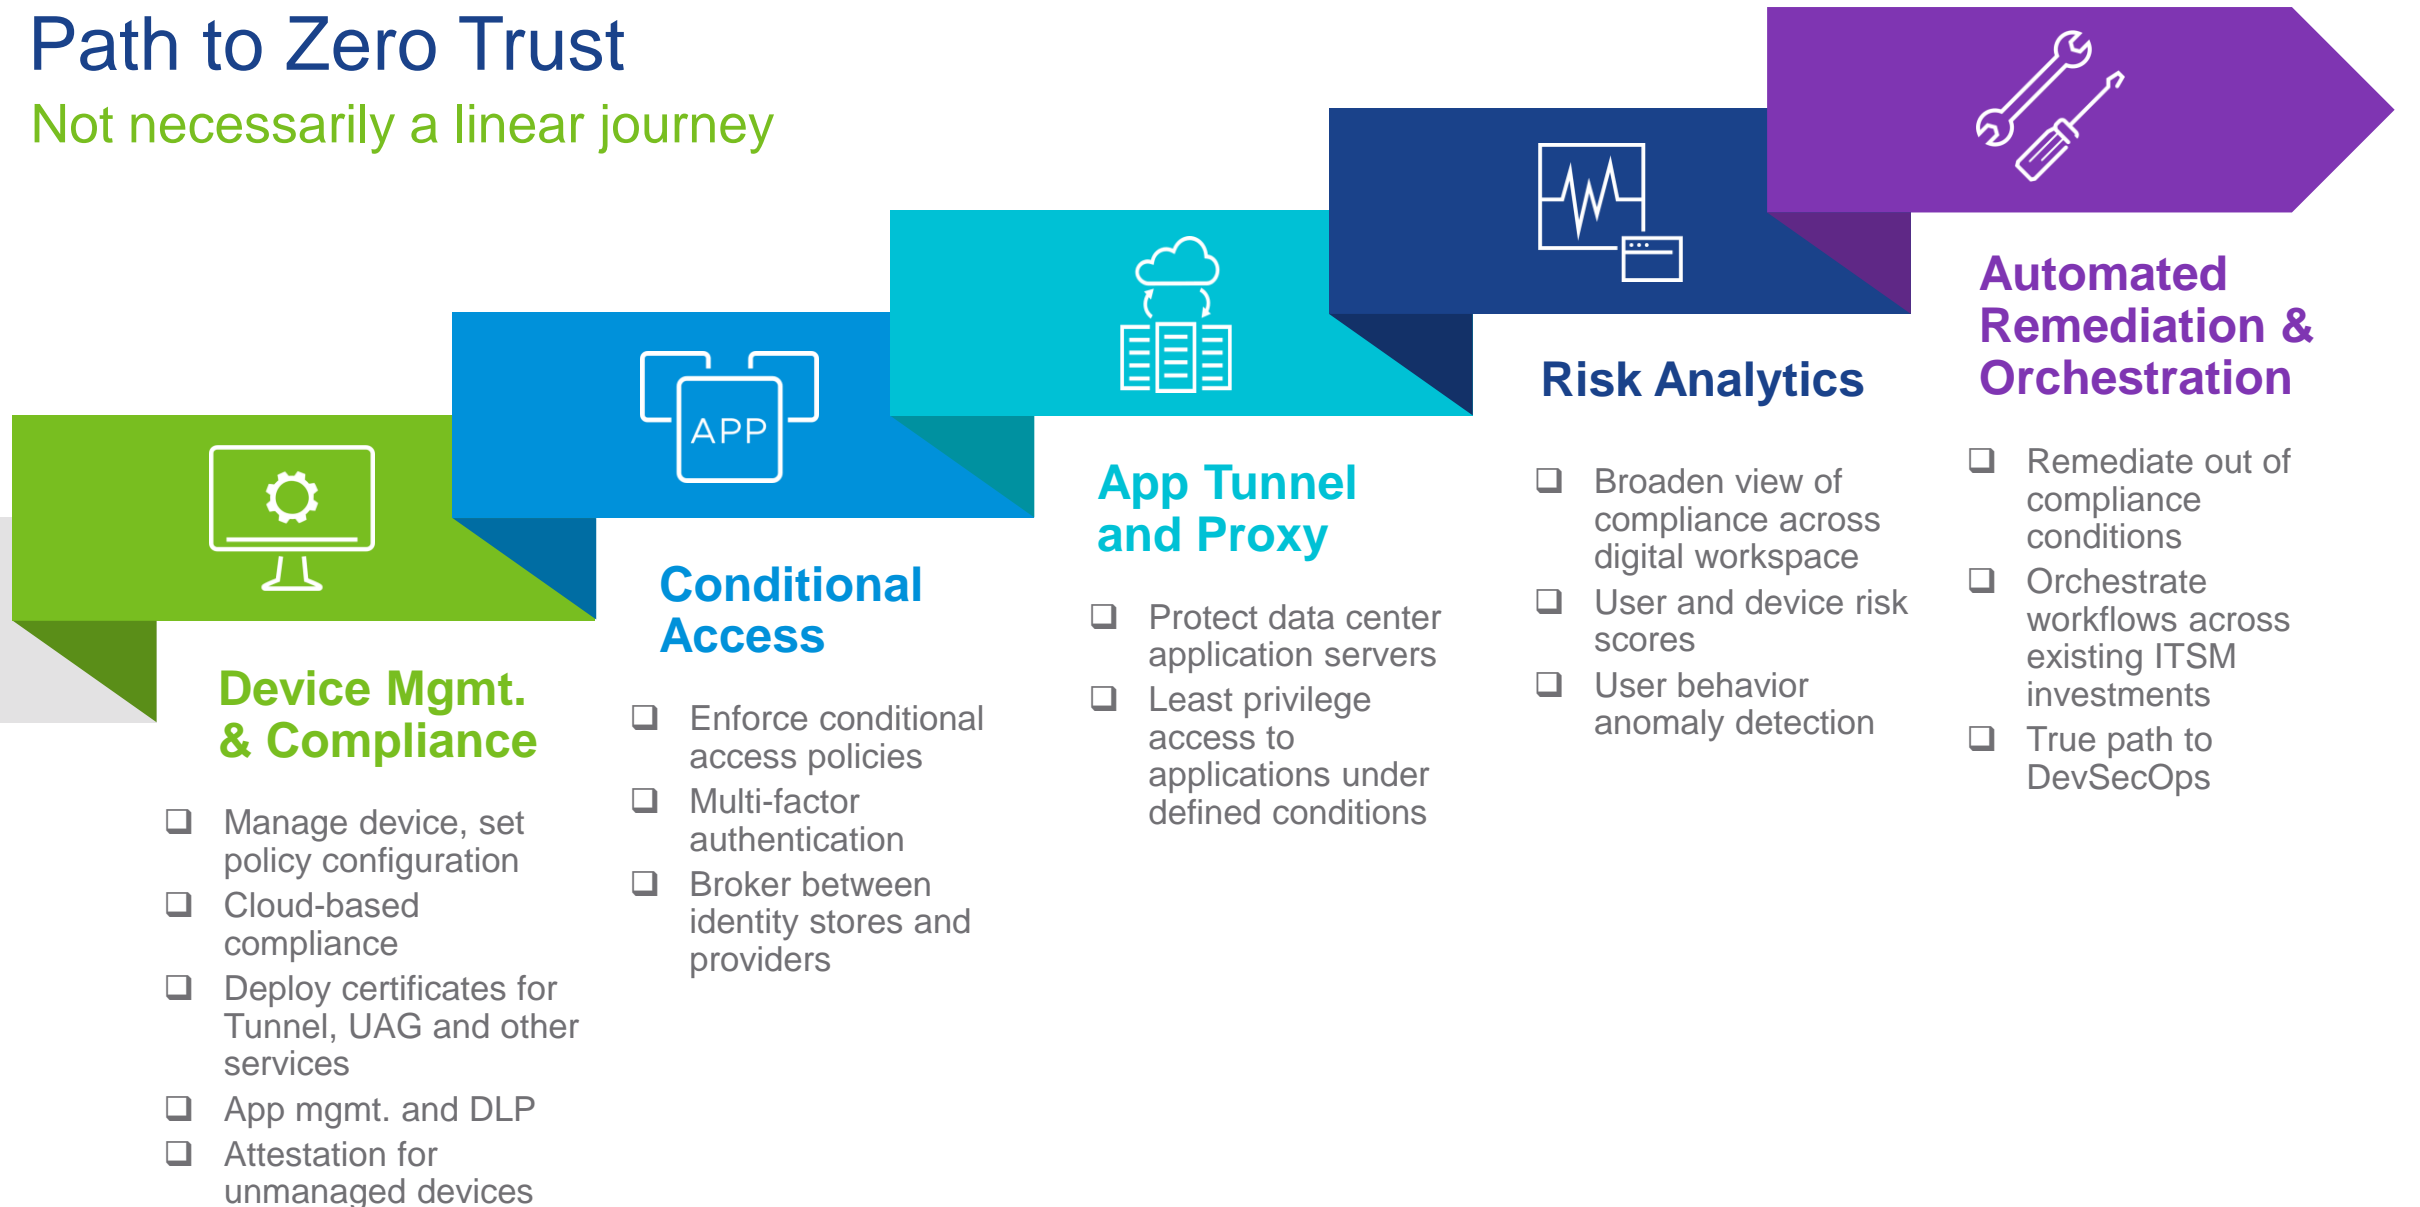 Path to Zero Trust
Not necessarily a linear journey
APP
Device Mgmt.
& Compliance
❑ Manage device, set
policy configuration
❑ Cloud-based
compliance
❑ Deploy certificates for
Tunnel, UAG and other
services
❑ App mgmt. and DLP
❑ Attestation for
unmanaged devices
Conditional
Access
❑ Enforce conditional
access policies
❑ Multi-factor
authentication
❑ Broker between
identity stores and
providers
App Tunnel
and Proxy
❑ Protect data center
application servers
❑ Least privilege
access to
applications under
defined conditions
Risk Analytics
❑ Broaden view of
compliance across
digital workspace
❑ User and device risk
scores
❑ User behavior
anomaly detection
Automated
Remediation &
Orchestration
❑ Remediate out of
compliance
conditions
❑ Orchestrate
workflows across
existing ITSM
investments
❑ True path to
DevSecOps